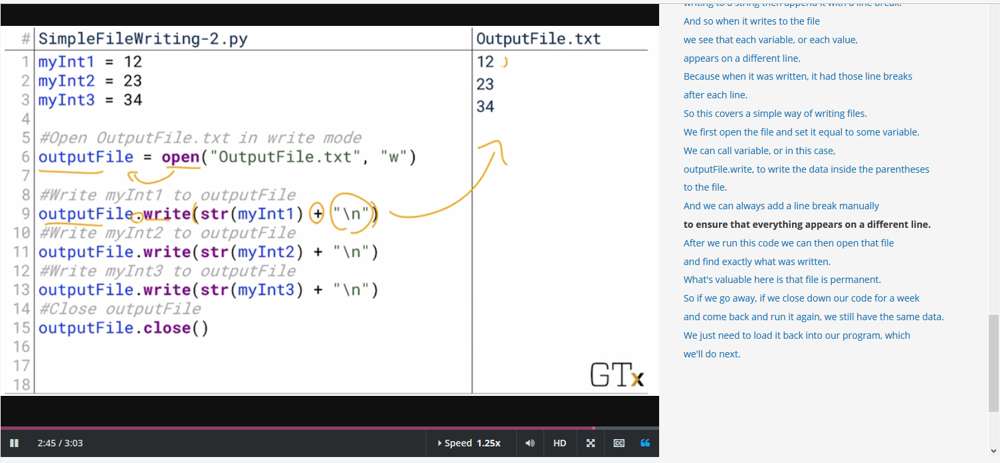 # SimpleFileWriting-2.py
1 myInt1 = 12
2 myInt2 = 23
3 myInt3 = 34
4
5 #Open OutputFile.txt in write mode
6 outputFile = open("OutputFile.txt", "w")
7
8 #Write myInt1 to outputFile
9 outputFile.write(str(myInt1) + "\n")
10 #Write myInt2 to outputFile
11 outputFile.write(str(myInt2) + "\n")
12 #Write myInt3 to outputFile
13 outputFile.write(str(myInt3) + "\n")
14 #Close outputFile
15 outputFile.close()
16
17
18
OutputFile.txt
12
23
34
GTx
2:45 / 3:03
Speed 1.25x
HD
CC
writing to a string then append it with a line break.
And so when it writes to the file
we see that each variable, or each value,
appears on a different line.
Because when it was written, it had those line breaks
after each line.
So this covers a simple way of writing files.
We first open the file and set it equal to some variable.
We can call variable, or in this case,
outputFile.write, to write the data inside the parentheses
to the file.
And we can always add a line break manually
to ensure that everything appears on a different line.
After we run this code we can then open that file
and find exactly what was written.
What's valuable here is that file is permanent.
So if we go away, if we close down our code for a week
and come back and run it again, we still have the same data.
We just need to load it back into our program, which
we'll do next.